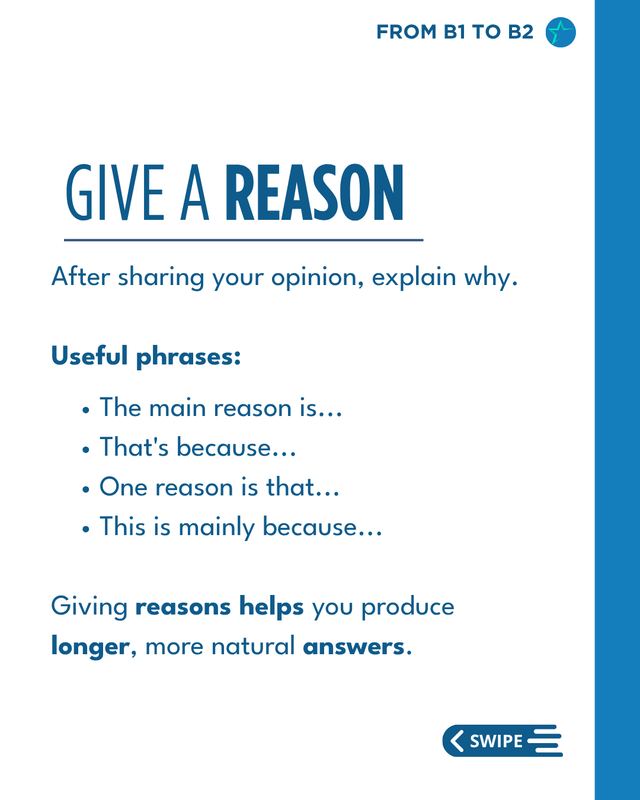 FROM B1 TO B2
GIVE A REASON
After sharing your opinion, explain why.
Useful phrases:
• The main reason is...
• That's because...
• One reason is that...
• This is mainly because...
Giving reasons helps you produce
longer, more natural answers.
SWIPE